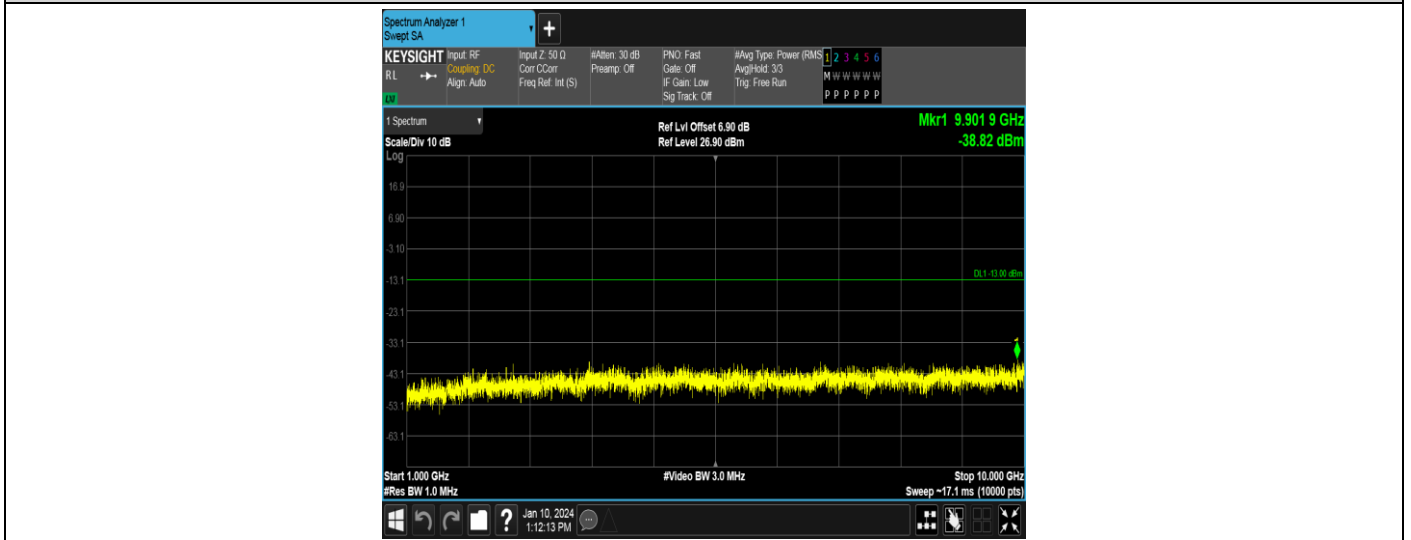 Spectrum Analyzer 1
Swept SA
+
KEYSIGHT Input: RF
Coupling: DC
Align: Auto
RL
LXI
Input Z: 50 Ω
Corr CCorr
Freq Ref: Int (S)
#Atten: 30 dB
Preamp: Off
PNO: Fast
Gate: Off
IF Gain: Low
Sig Track: Off
#Avg Type: Power (RMS
Avg|Hold: 3/3
Trig: Free Run
1 2 3 4 5 6
M W W W W W
P P P P P P
1 Spectrum
Scale/Div 10 dB
Log
Ref Lvl Offset 6.90 dB
Ref Level 26.90 dBm
Mkr1 9.901 9 GHz
-38.82 dBm
16.9
6.90
-3.10
-13.1
DL1 -13.00 dBm
-23.1
-33.1
-43.1
-53.1
-63.1
1
Start 1.000 GHz
#Res BW 1.0 MHz
#Video BW 3.0 MHz
Stop 10.000 GHz
Sweep ~17.1 ms (10000 pts)
?
Jan 10, 2024
1:12:13 PM